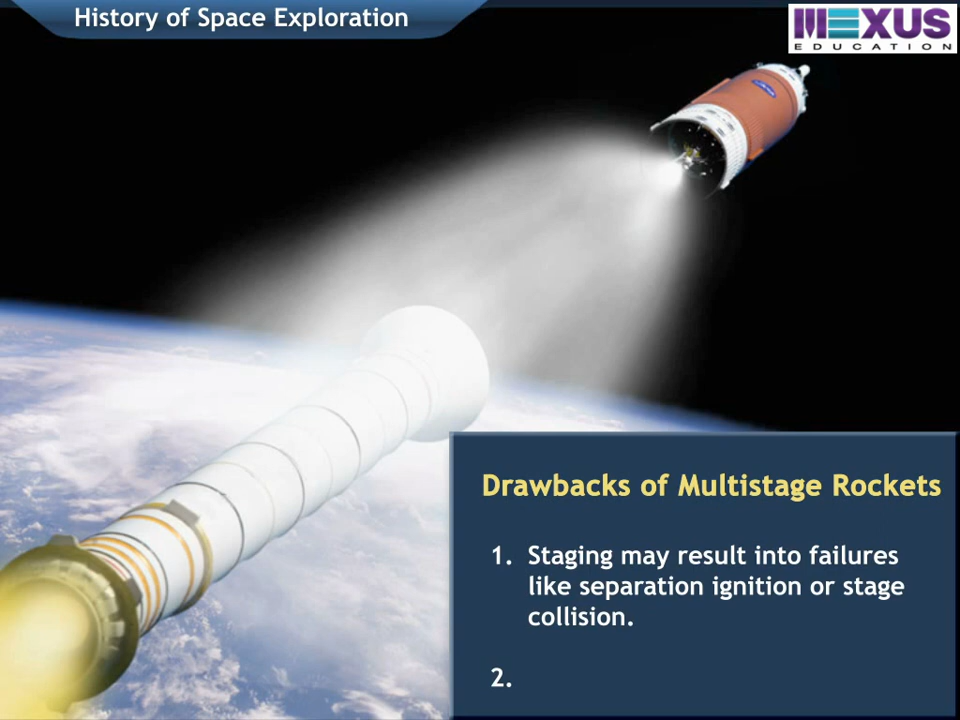 History of Space Exploration
MEXUS
EDUCATION
Drawbacks of Multistage Rockets
1. Staging may result into failures
like separation ignition or stage
collision.
2.